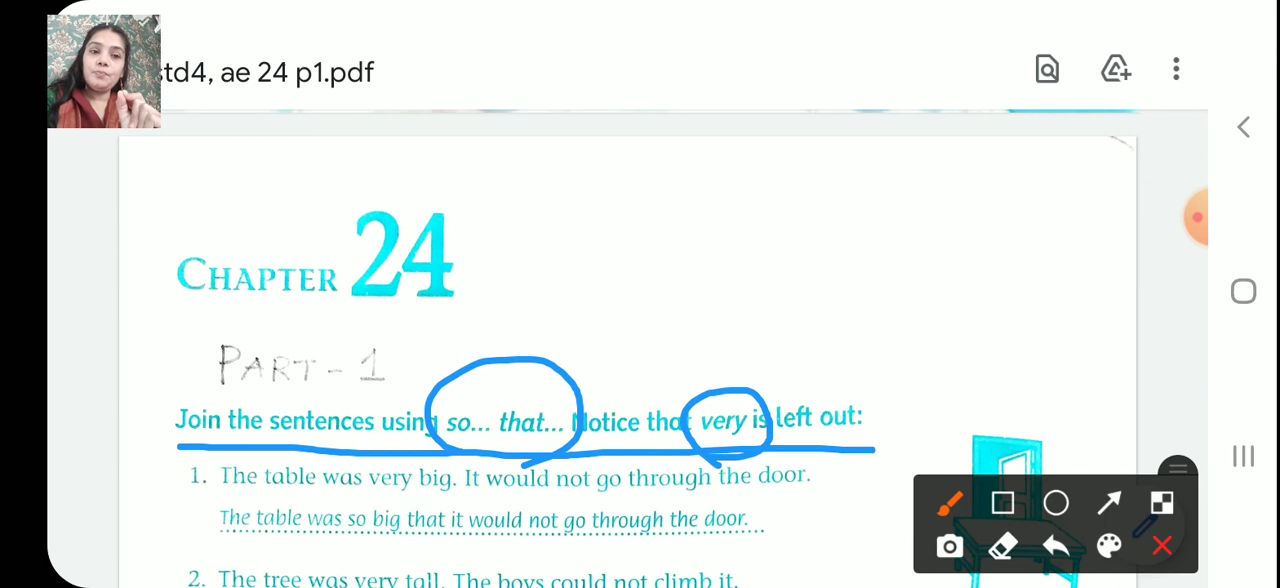 std4, ae 24 p1.pdf
CHAPTER 24
PART-1
Join the sentences using so... that... Notice that very is left out:
1. The table was very big. It would not go through the door.
The table was so big that it would not go through the door.
2. The tree was very tall. The boys could not climb it.